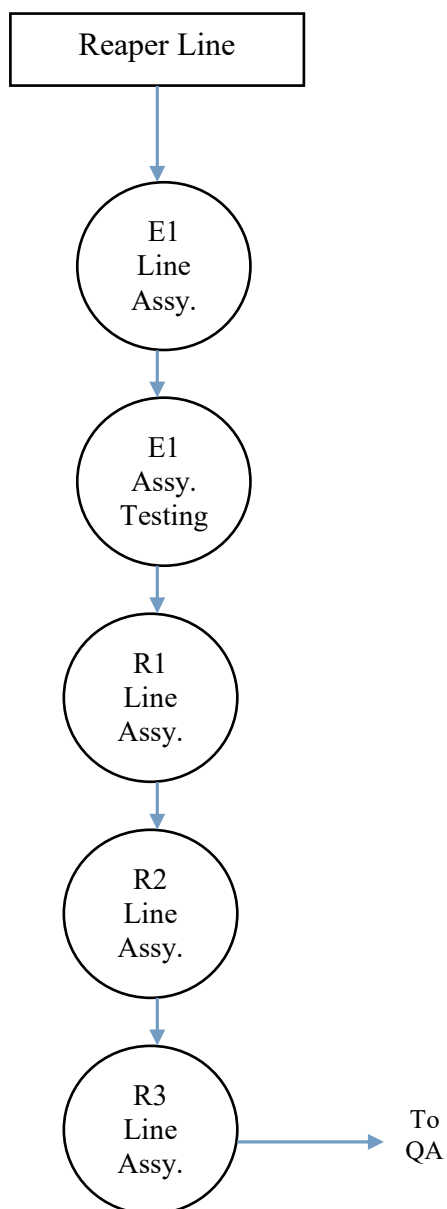 Reaper Line
E1
Line
Assy.
E1
Assy.
Testing
R1
Line
Assy.
R2
Line
Assy.
R3
Line
Assy.
To
QA